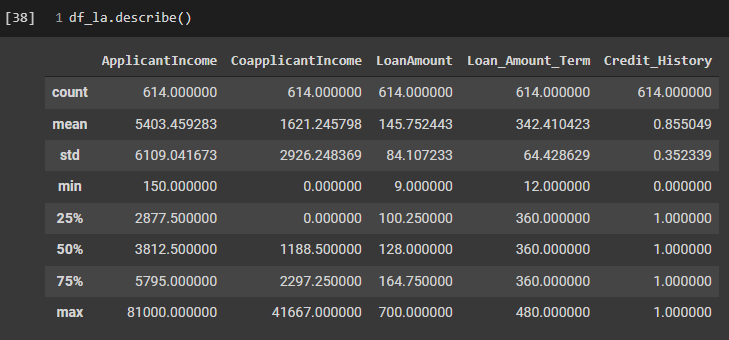 [38] 1 df_la.describe()
ApplicantIncome CoapplicantIncome LoanAmount Loan_Amount_Term Credit_History
count 614.000000 614.000000 614.000000 614.000000 614.000000
mean 5403.459283 1621.245798 145.752443 342.410423 0.855049
std 6109.041673 2926.248369 84.107233 64.428629 0.352339
min 150.000000 0.000000 9.000000 12.000000 0.000000
25% 2877.500000 0.000000 100.250000 360.000000 1.000000
50% 3812.500000 1188.500000 128.000000 360.000000 1.000000
75% 5795.000000 2297.250000 164.750000 360.000000 1.000000
max 81000.000000 41667.000000 700.000000 480.000000 1.000000